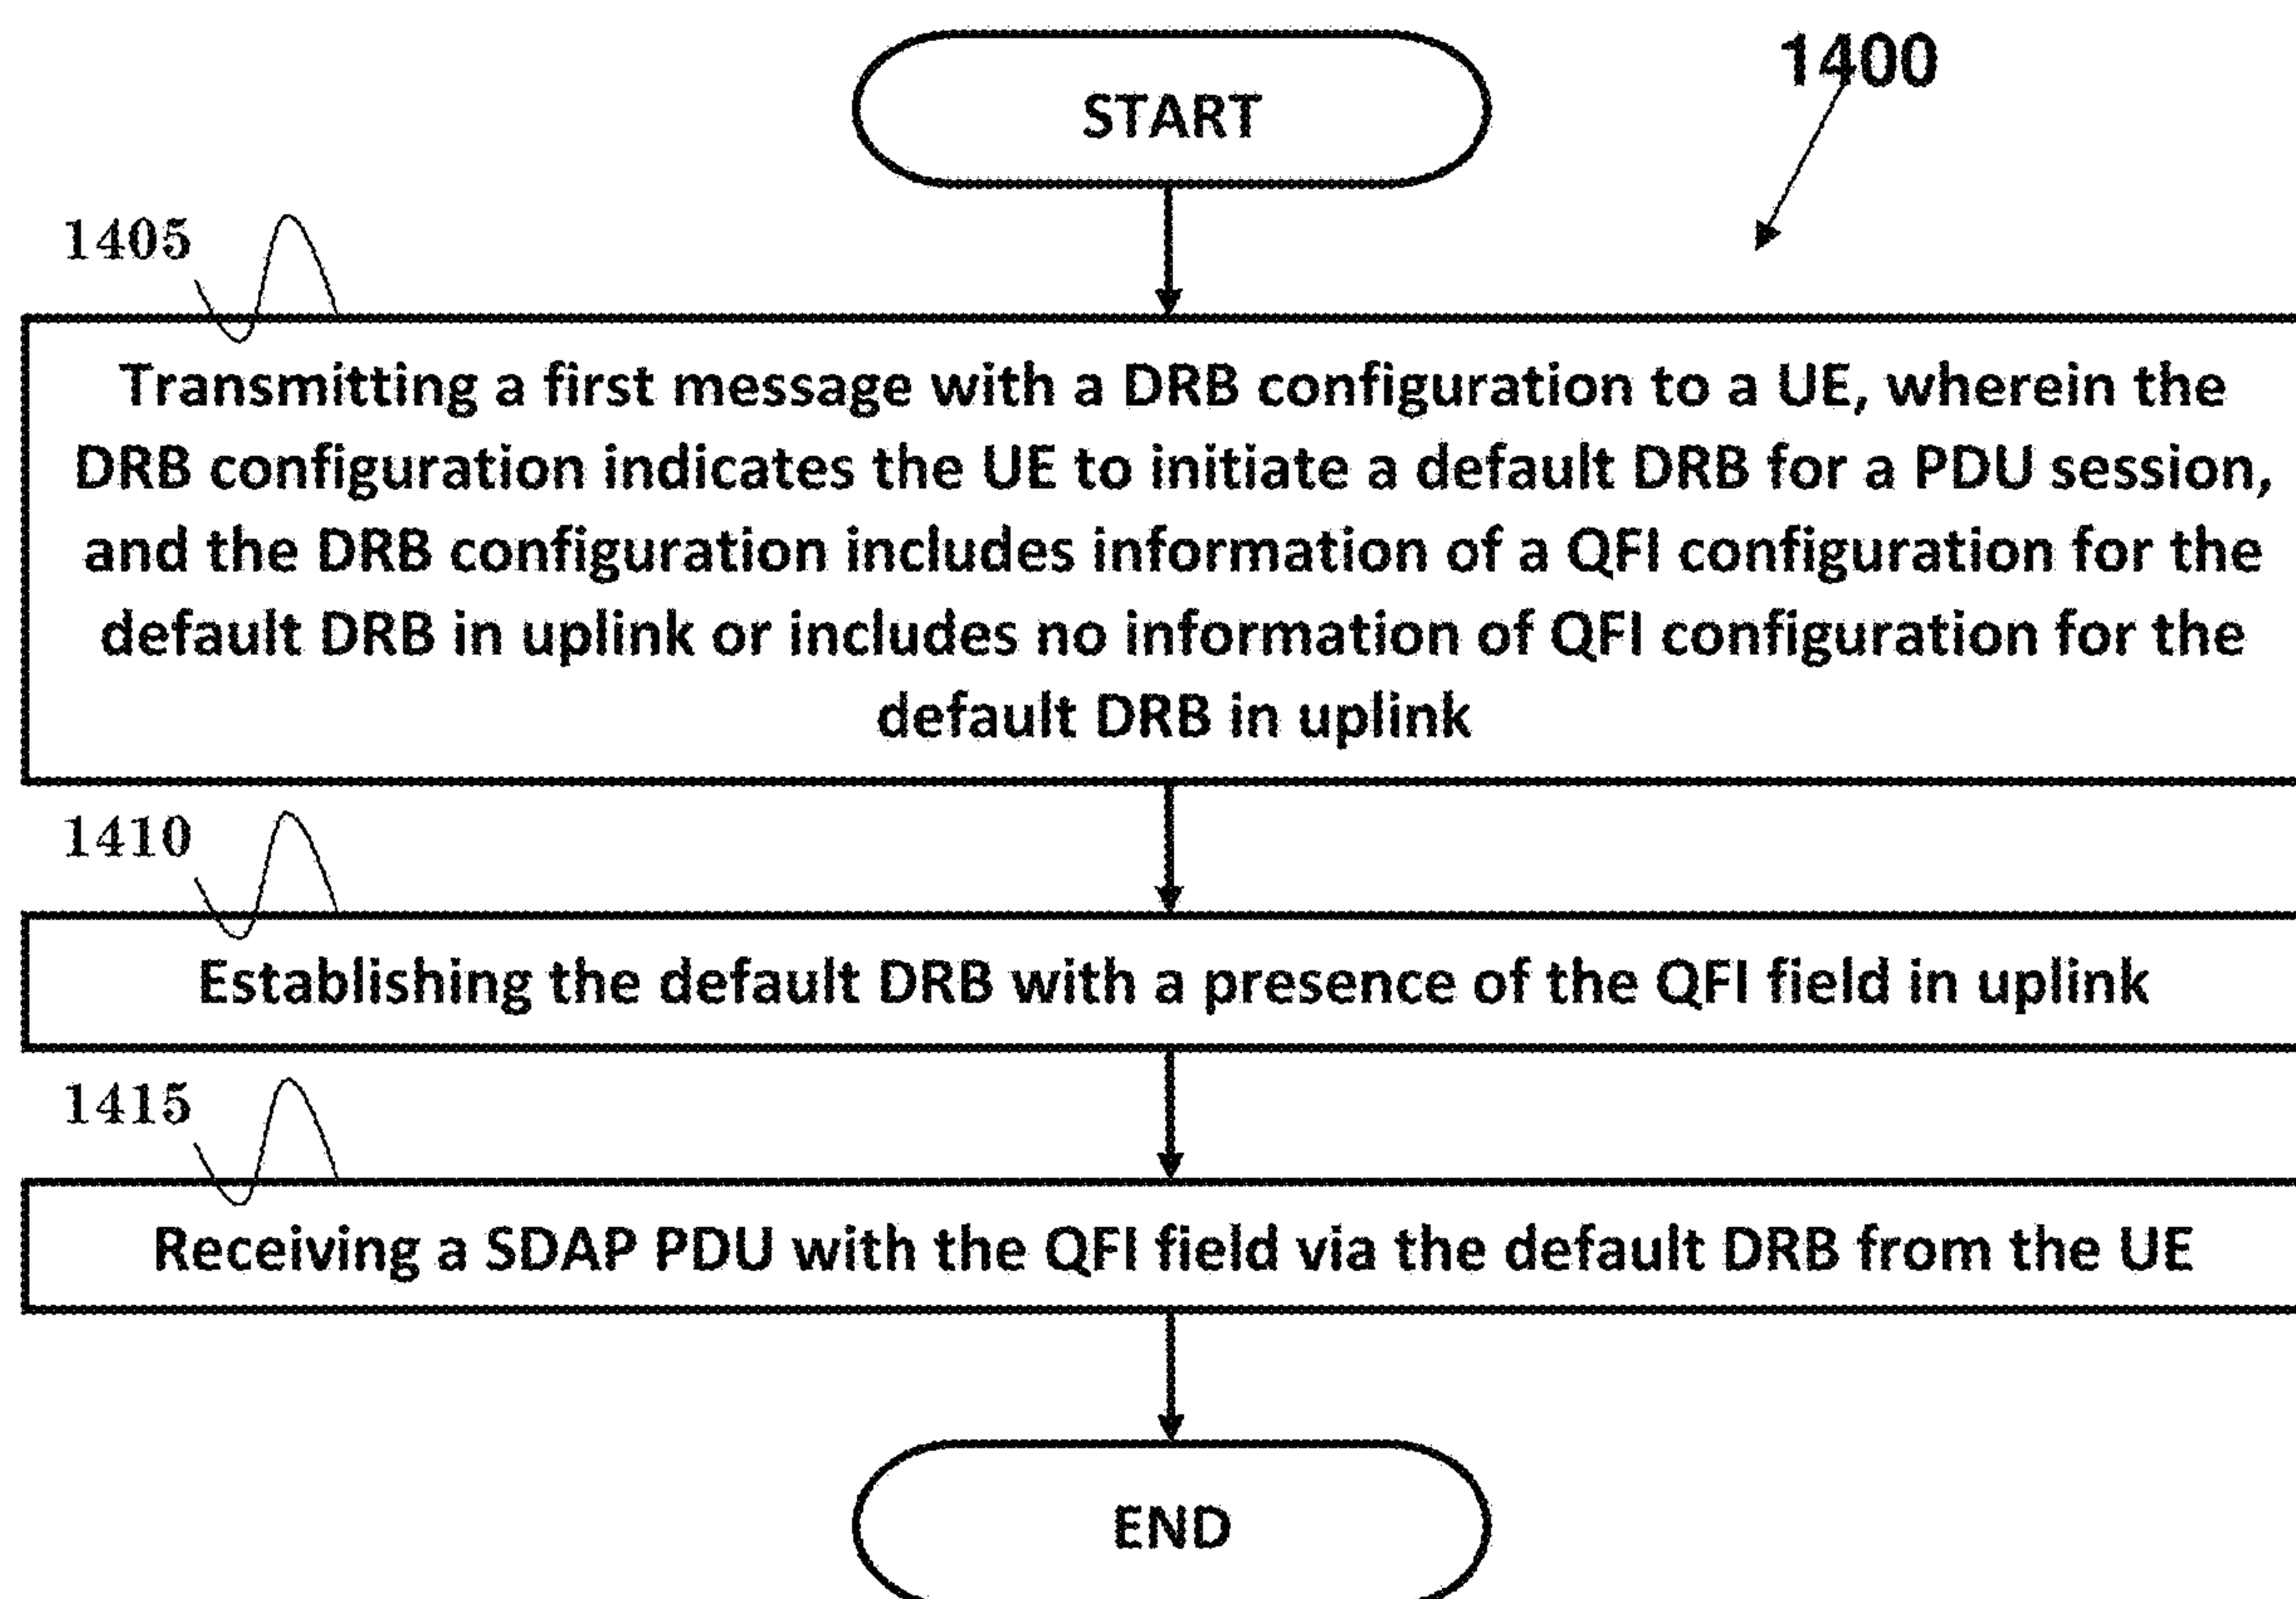 1400
START
1405
Transmitting a first message with a DRB configuration to a UE, wherein the
DRB configuration indicates the UE to initiate a default DRB for a PDU session,
and the DRB configuration includes information of a QFI configuration for the
default DRB in uplink or includes no information of QFI configuration for the
default DRB in uplink
1410
Establishing the default DRB with a presence of the QFI field in uplink
1415
Receiving a SDAP PDU with the QFI field via the default DRB from the UE
END